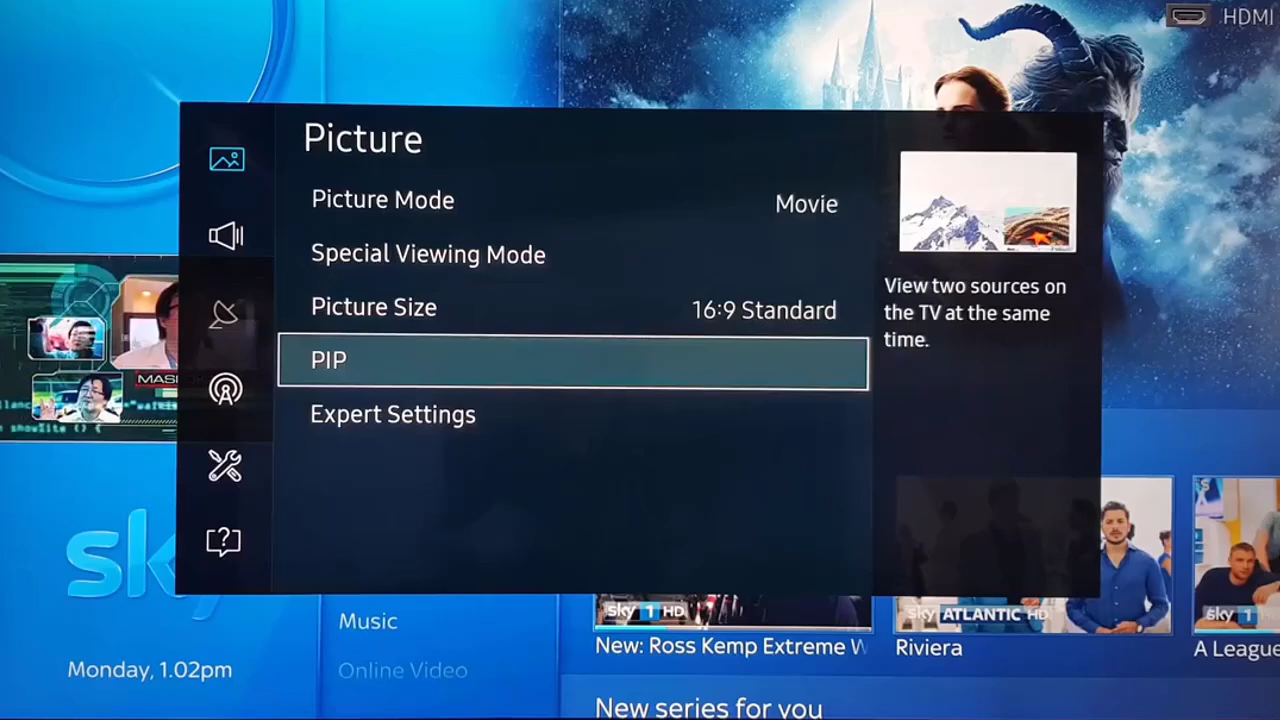 HDMI
Picture
Picture Mode
Movie
Special Viewing Mode
Picture Size
16:9 Standard
PIP
Expert Settings
View two sources on
the TV at the same
time.
sky
Monday, 1.02pm
Music
Online Video
sky 1 HD
New: Ross Kemp Extreme W
sky ATLANTIC HD
Riviera
sky 1
A League
New series for you